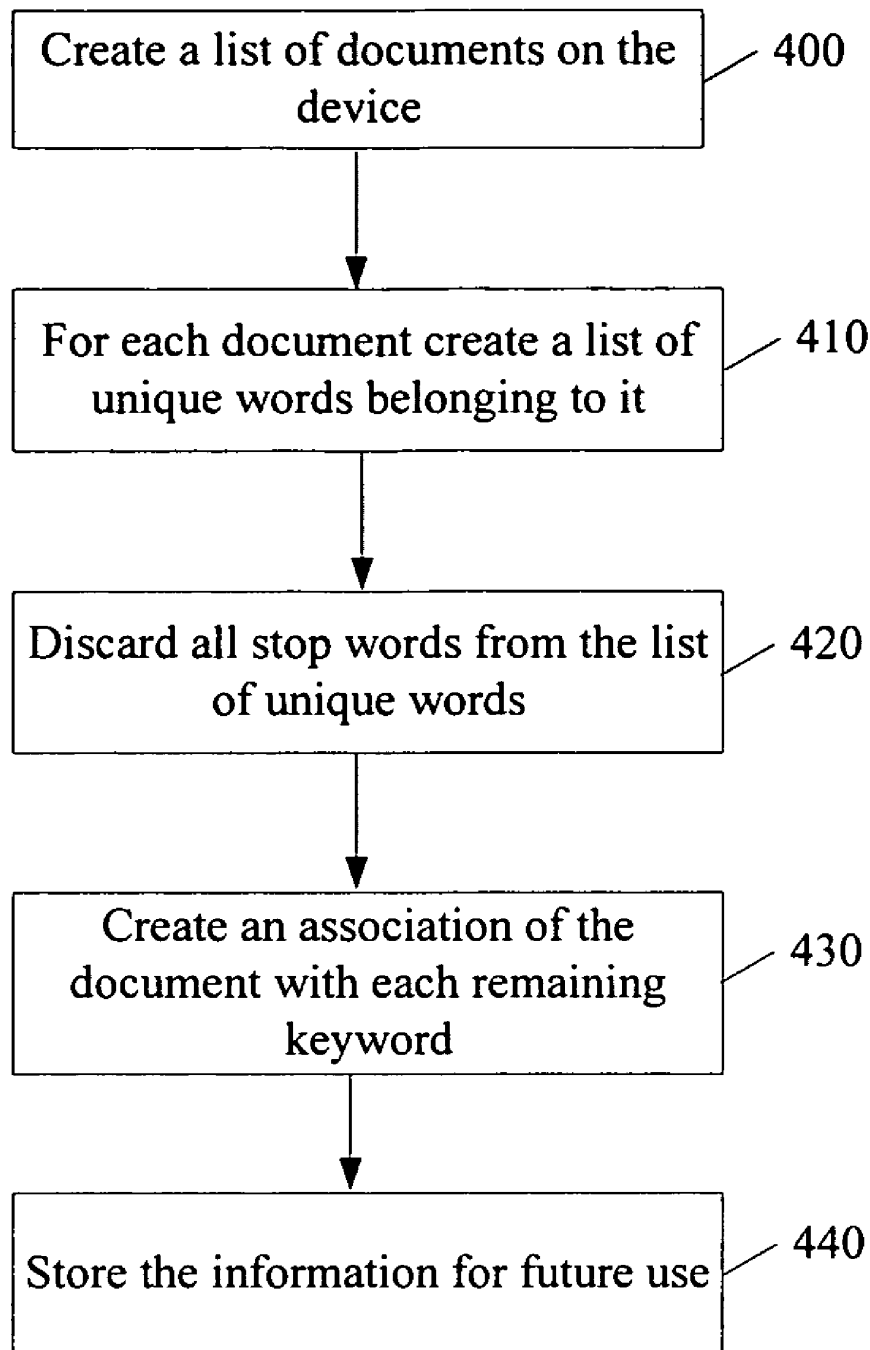 Create a list of documents on the
device
400
For each document create a list of
unique words belonging to it
410
Discard all stop words from the list
of unique words
420
Create an association of the
document with each remaining
keyword
430
Store the information for future use
440